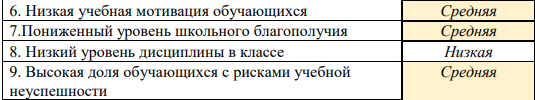 6. Низкая учебная мотивация обучающихся Средняя
7.Пониженный уровень школьного благополучия Средняя
8. Низкий уровень дисциплины в классе Низкая
9. Высокая доля обучающихся с рисками учебной Средняя
неуспешности